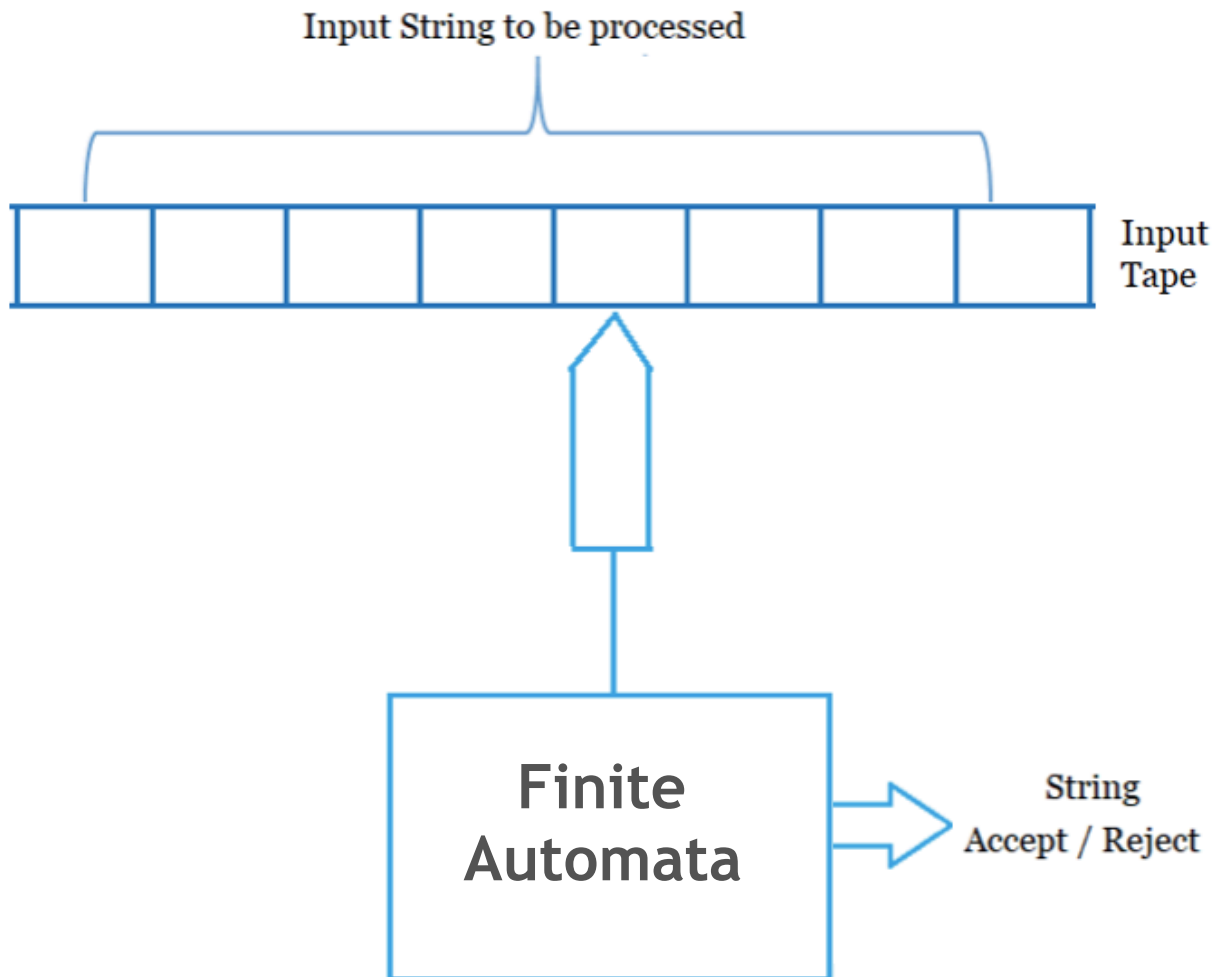 Input String to be processed
Input
Tape
Finite
Automata
String
Accept / Reject